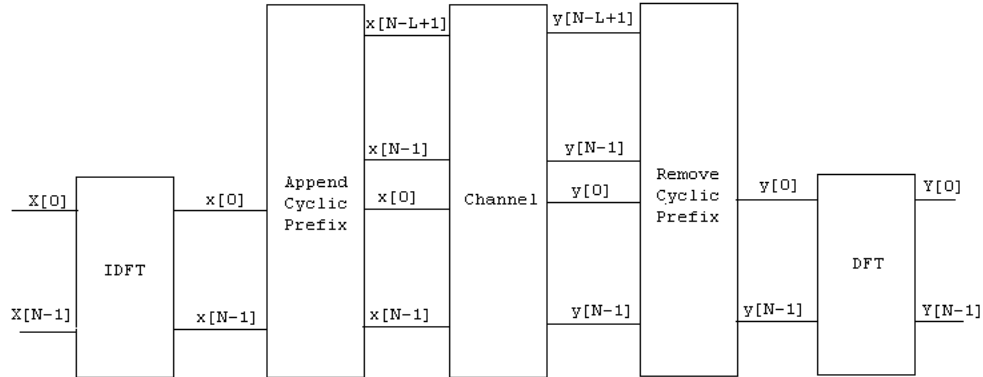 x[N-L+1]
y[N-L+1]
x[N-1]
y[N-1]
Append
Cyclic
Prefix
Channel
Remove
Cyclic
Prefix
X[0]
x[0]
x[0]
y[0]
y[0]
Y[0]
IDFT
DFT
X[N-1]
x[N-1]
x[N-1]
y[N-1]
y[N-1]
Y[N-1]